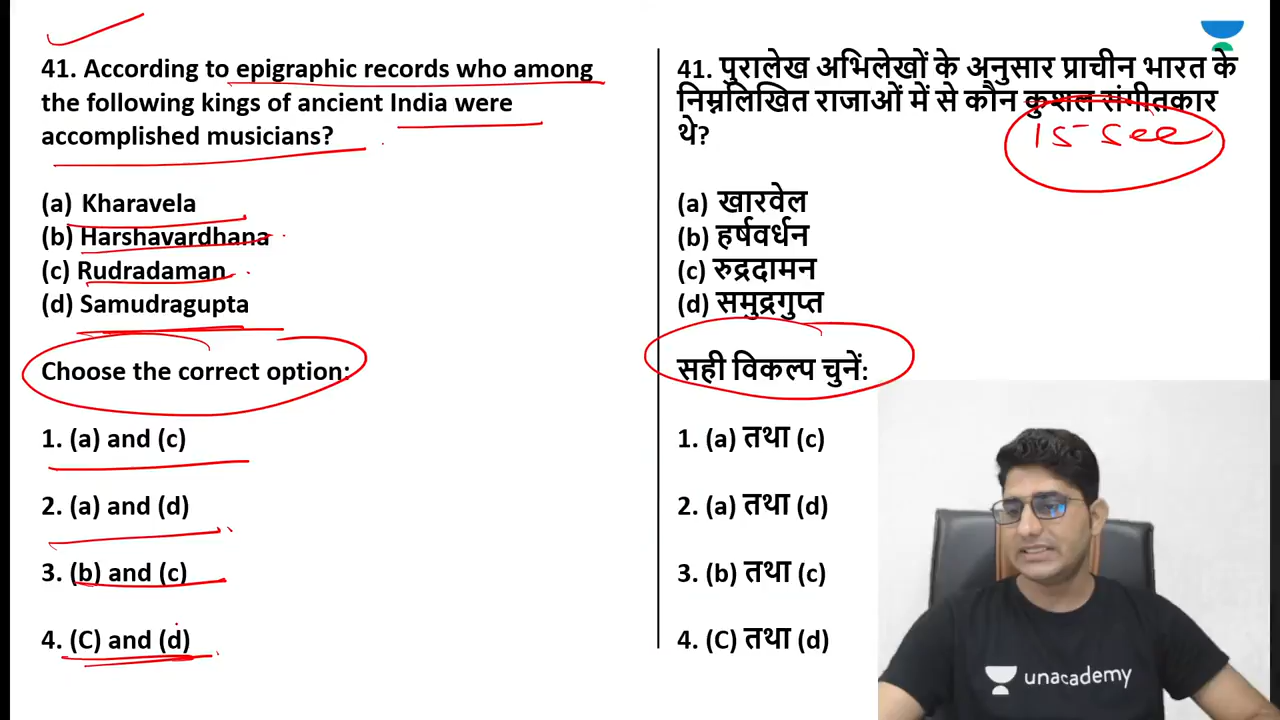 41. According to epigraphic records who among
the following kings of ancient India were
accomplished musicians?
(a) Kharavela
(b) Harshavardhana
(c) Rudradaman
(d) Samudragupta
Choose the correct option:
1. (a) and (c)
2. (a) and (d)
3. (b) and (c)
4. (C) and (d)
41. पुरालेख अभिलेखों के अनुसार प्राचीन भारत के
निम्नलिखित राजाओं में से कौन कुशल संगीतकार
थे?
15 see
(a) खारवेल
(b) हर्षवर्धन
(c) रुद्रदामन
(d) समुद्रगुप्त
सही विकल्प चुनें:
1. (a) तथा (c)
2. (a) तथा (d)
3. (b) तथा (c)
4. (C) तथा (d)
unacademy